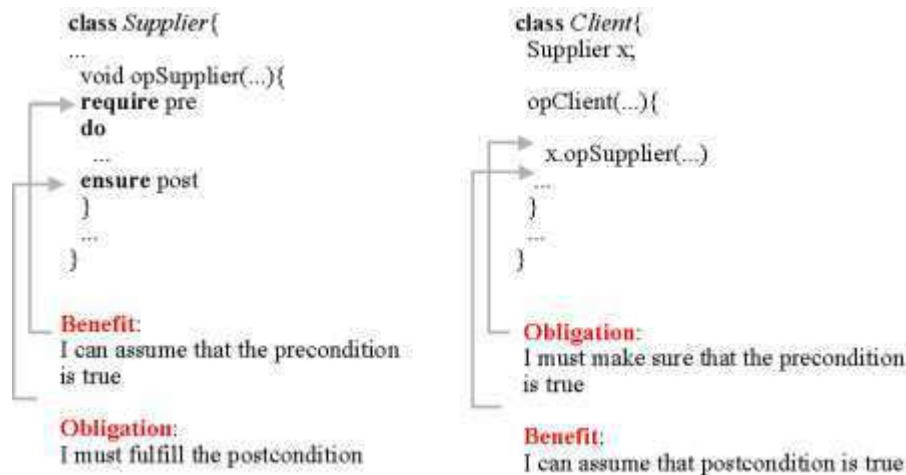 class Supplier{
...
void opSupplier(...){
require pre
do
...
ensure post
}
...
}
Benefit:
I can assume that the precondition
is true
Obligation:
I must fulfill the postcondition
class Client{
Supplier x;
opClient(...){
x.opSupplier(...)
...
}
...
}
Obligation:
I must make sure that the precondition
is true
Benefit:
I can assume that postcondition is true